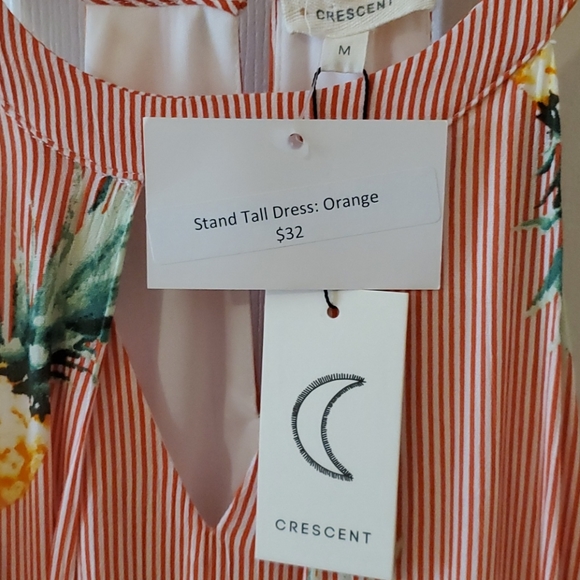 CRESCENT
M
Stand Tall Dress: Orange
$32
CRESCENT